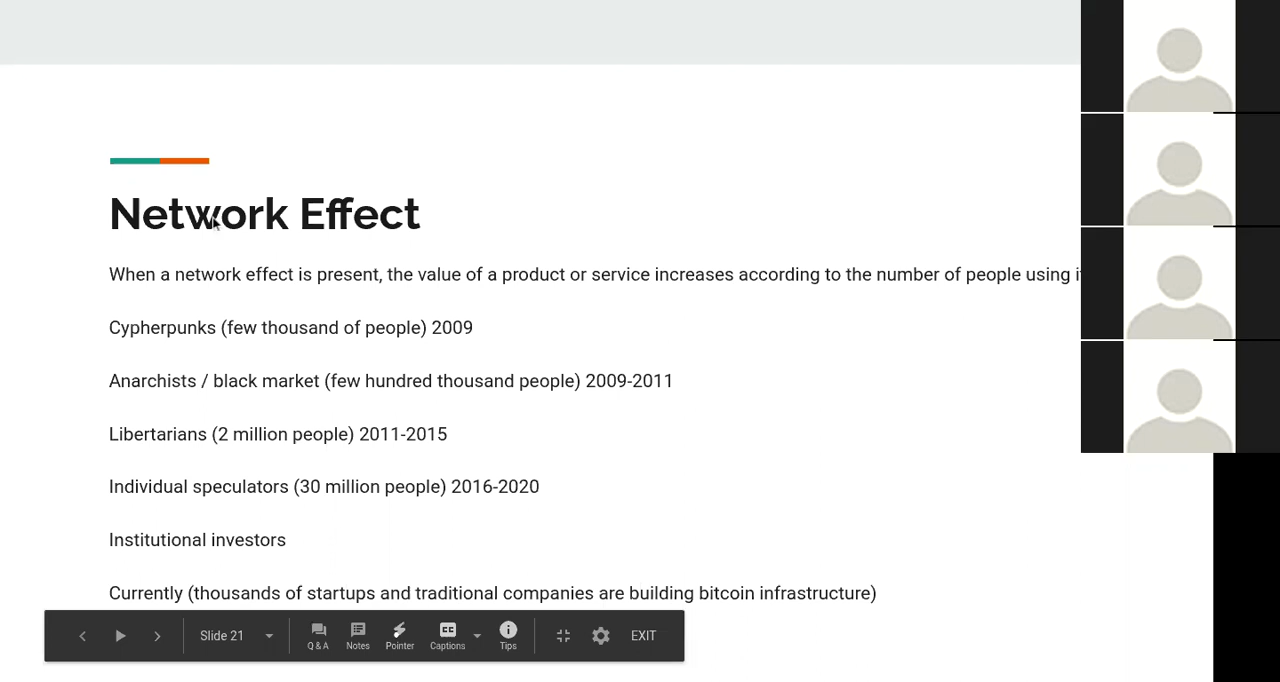 Network Effect
When a network effect is present, the value of a product or service increases according to the number of people using
Cypherpunks (few thousand of people) 2009
Anarchists / black market (few hundred thousand people) 2009-2011
Libertarians (2 million people) 2011-2015
Individual speculators (30 million people) 2016-2020
Institutional investors
Currently (thousands of startups and traditional companies are building bitcoin infrastructure)
Slide 21
Q & A
Notes
Pointer
Captions
Tips
EXIT